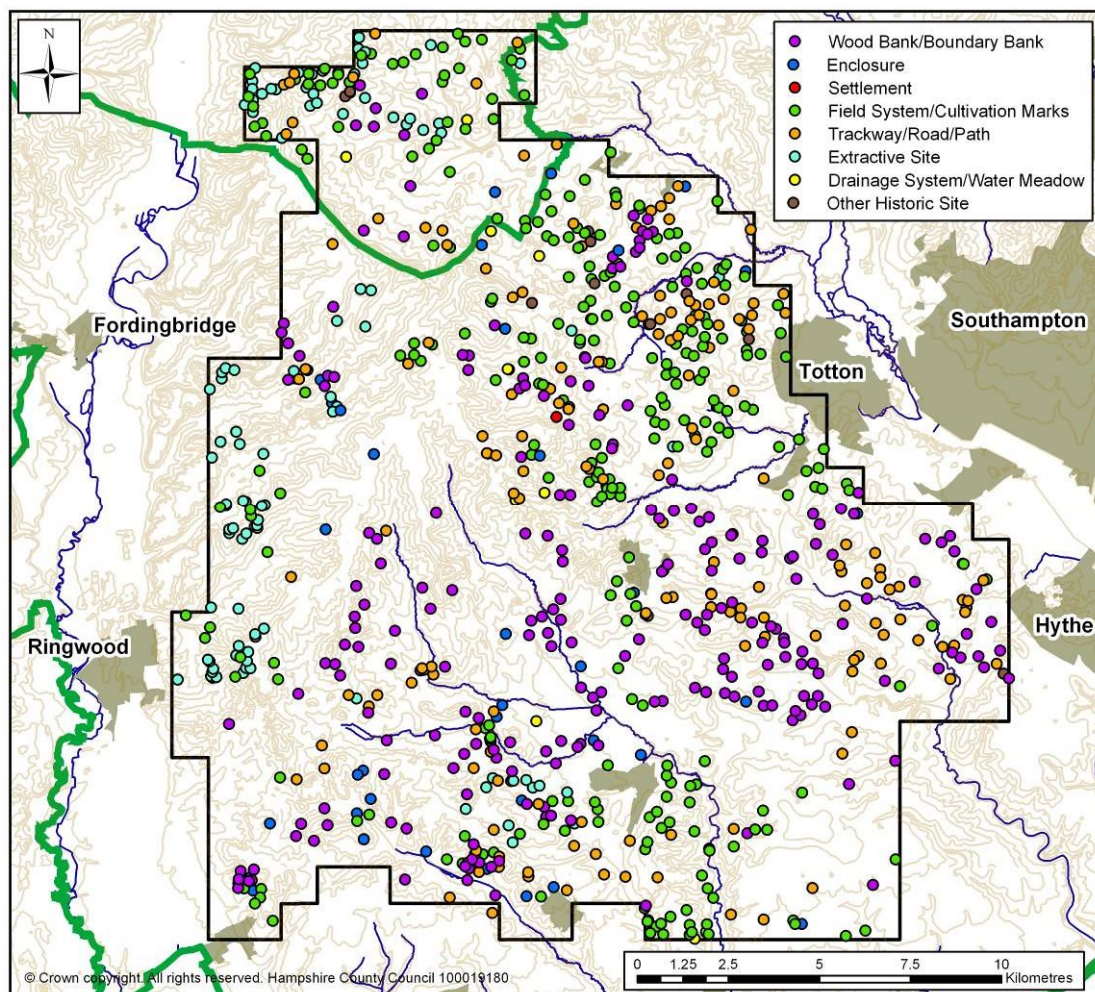 N
Wood Bank/Boundary Bank
Enclosure
Settlement
Field System/Cultivation Marks
Trackway/Road/Path
Extractive Site
Drainage System/Water Meadow
Other Historic Site
Fordingbridge
Southampton
Totton
Ringwood
Hythe
0 1.25 2.5 5 7.5 10
Kilometres
© Crown copyright. All rights reserved. Hampshire County Council 100019180